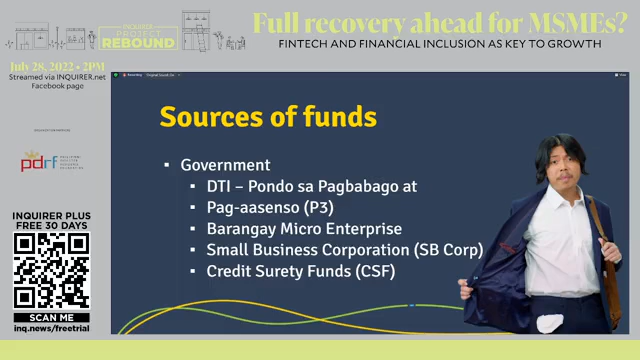 INQUIRER
PROJECT
REBOUND
Full recovery ahead for MSMEs?
FINTECH AND FINANCIAL INCLUSION AS KEY TO GROWTH
July 28, 2022 • 2PM
Streamed via INQUIRER.net
Facebook page
pdrf
INQUIRER PLUS
FREE 30 DAYS
SCAN ME
inq.news/freetrial
Sources of funds
▪ Government
▪ DTI – Pondo sa Pagbabago at
▪ Pag-aasenso (P3)
▪ Barangay Micro Enterprise
▪ Small Business Corporation (SB Corp)
▪ Credit Surety Funds (CSF)